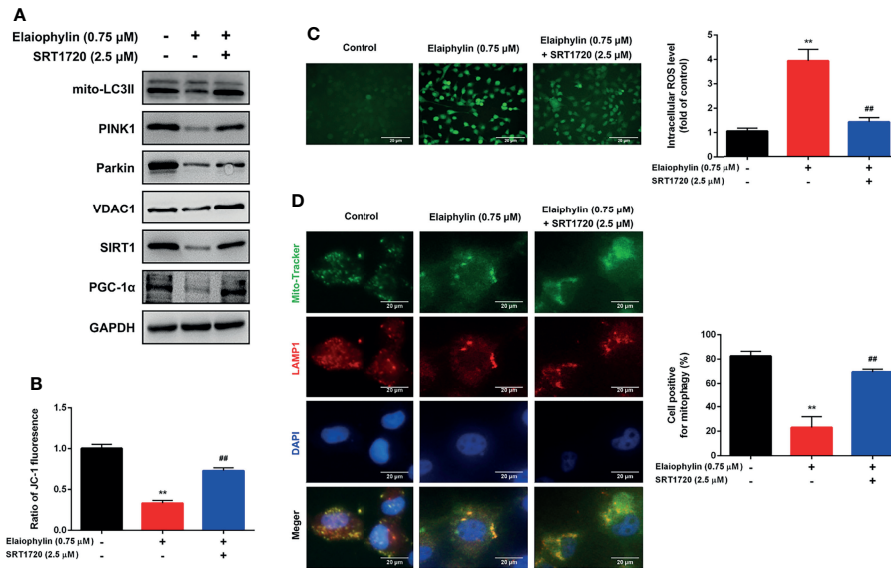 A
Elaiophylin (0.75 µM) - + +
SRT1720 (2.5 µM) - - +
mito-LC3II
PINK1
Parkin
VDAC1
SIRT1
PGC-1α
GAPDH
B
Ratio of JC-1 fluoresence
1.5
1.0
0.5
0.0
**
##
Elaiophylin (0.75 µM) - + +
SRT1720 (2.5 µM) - - +
C
Control
Elaiophylin (0.75 µM)
Elaiophylin (0.75 µM)
+ SRT1720 (2.5 µM)
20 µm
20 µm
20 µm
Intracellular ROS level
(fold of control)
5
4
3
2
1
0
**
##
Elaiophylin (0.75 µM) - + +
SRT1720 (2.5 µM) - - +
D
Control
Elaiophylin (0.75 µM)
Elaiophylin (0.75 µM)
+ SRT1720 (2.5 µM)
Mito-Tracker
20 µm
20 µm
20 µm
LAMP1
20 µm
20 µm
20 µm
DAPI
20 µm
20 µm
20 µm
Meger
20 µm
20 µm
20 µm
Cell positive
for mitophagy (%)
100
80
60
40
20
0
**
##
Elaiophylin (0.75 µM) - + +
SRT1720 (2.5 µM) - - +